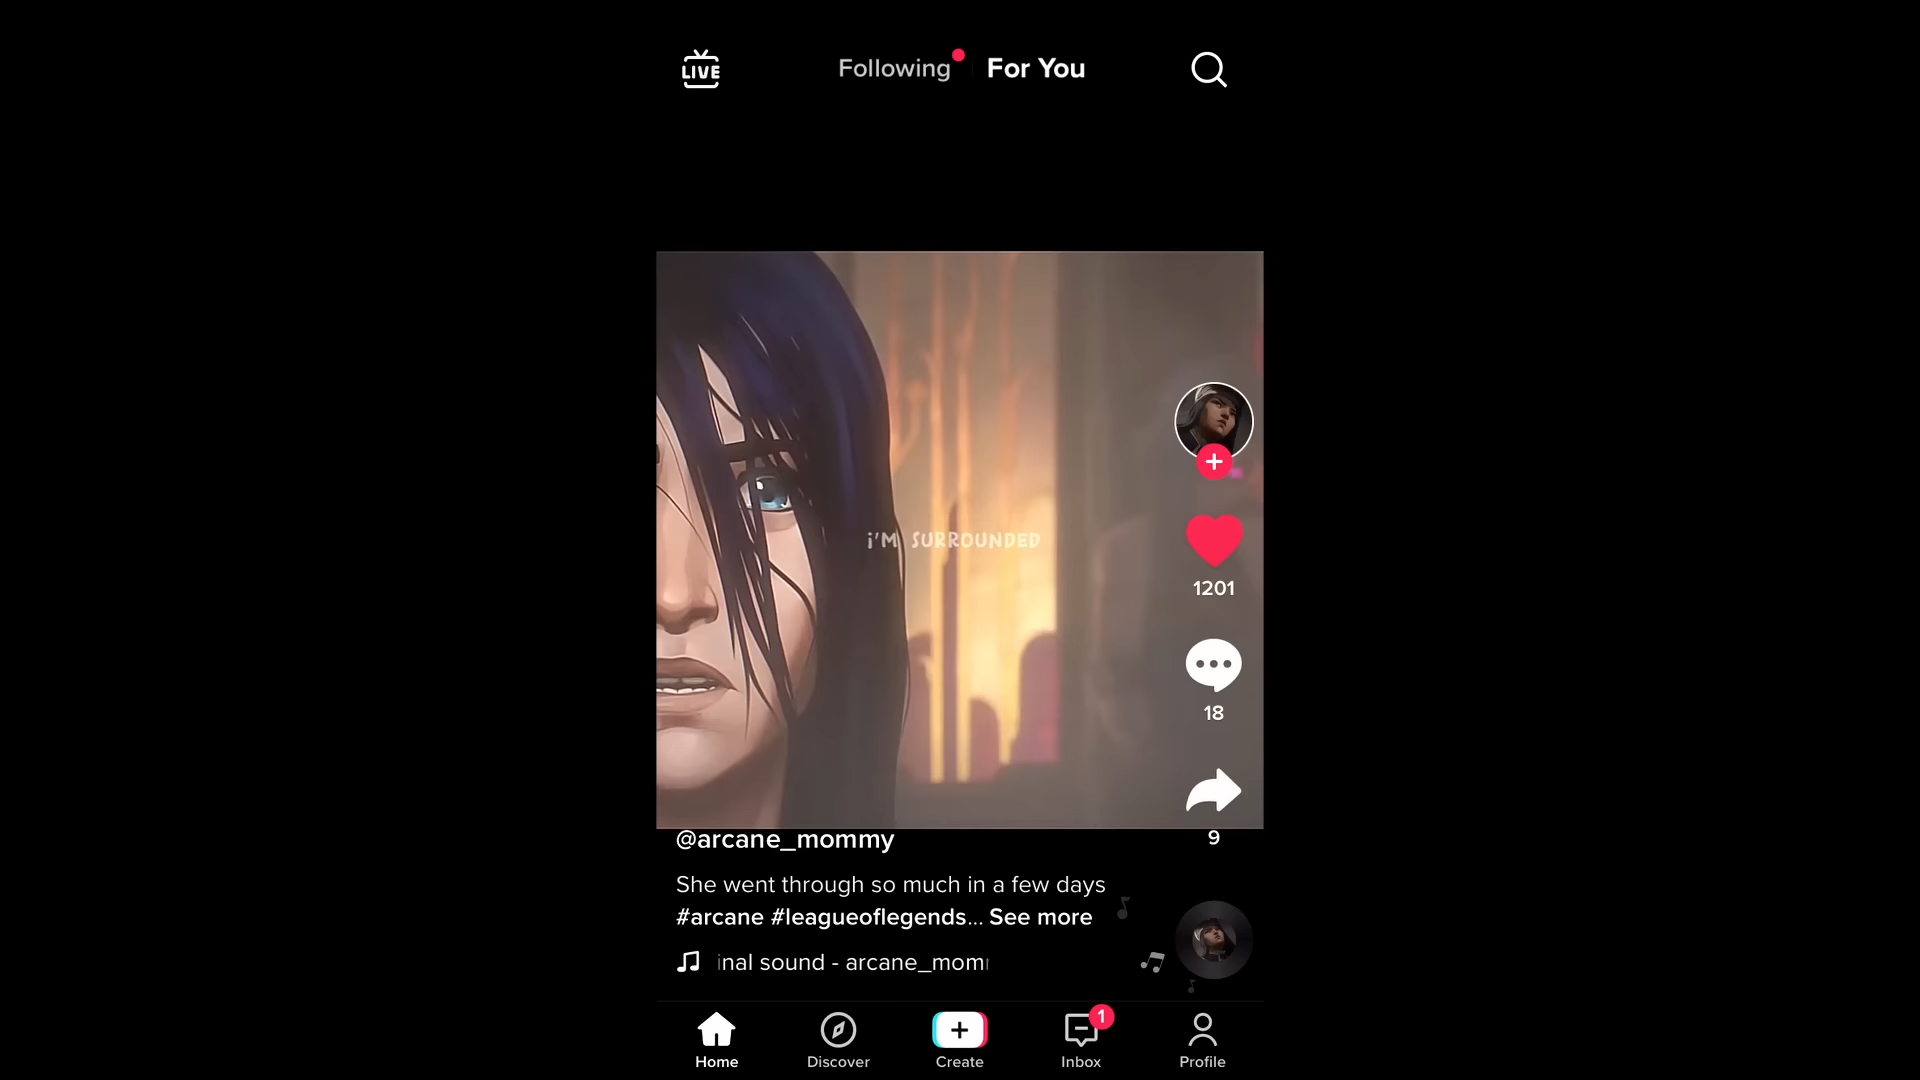 LIVE
Following
For You
i'M SURROUNDED
1201
18
9
@arcane_mommy
She went through so much in a few days
#arcane #leagueoflegends... See more
inal sound - arcane_mom
Home
Discover
Create
1
Inbox
Profile